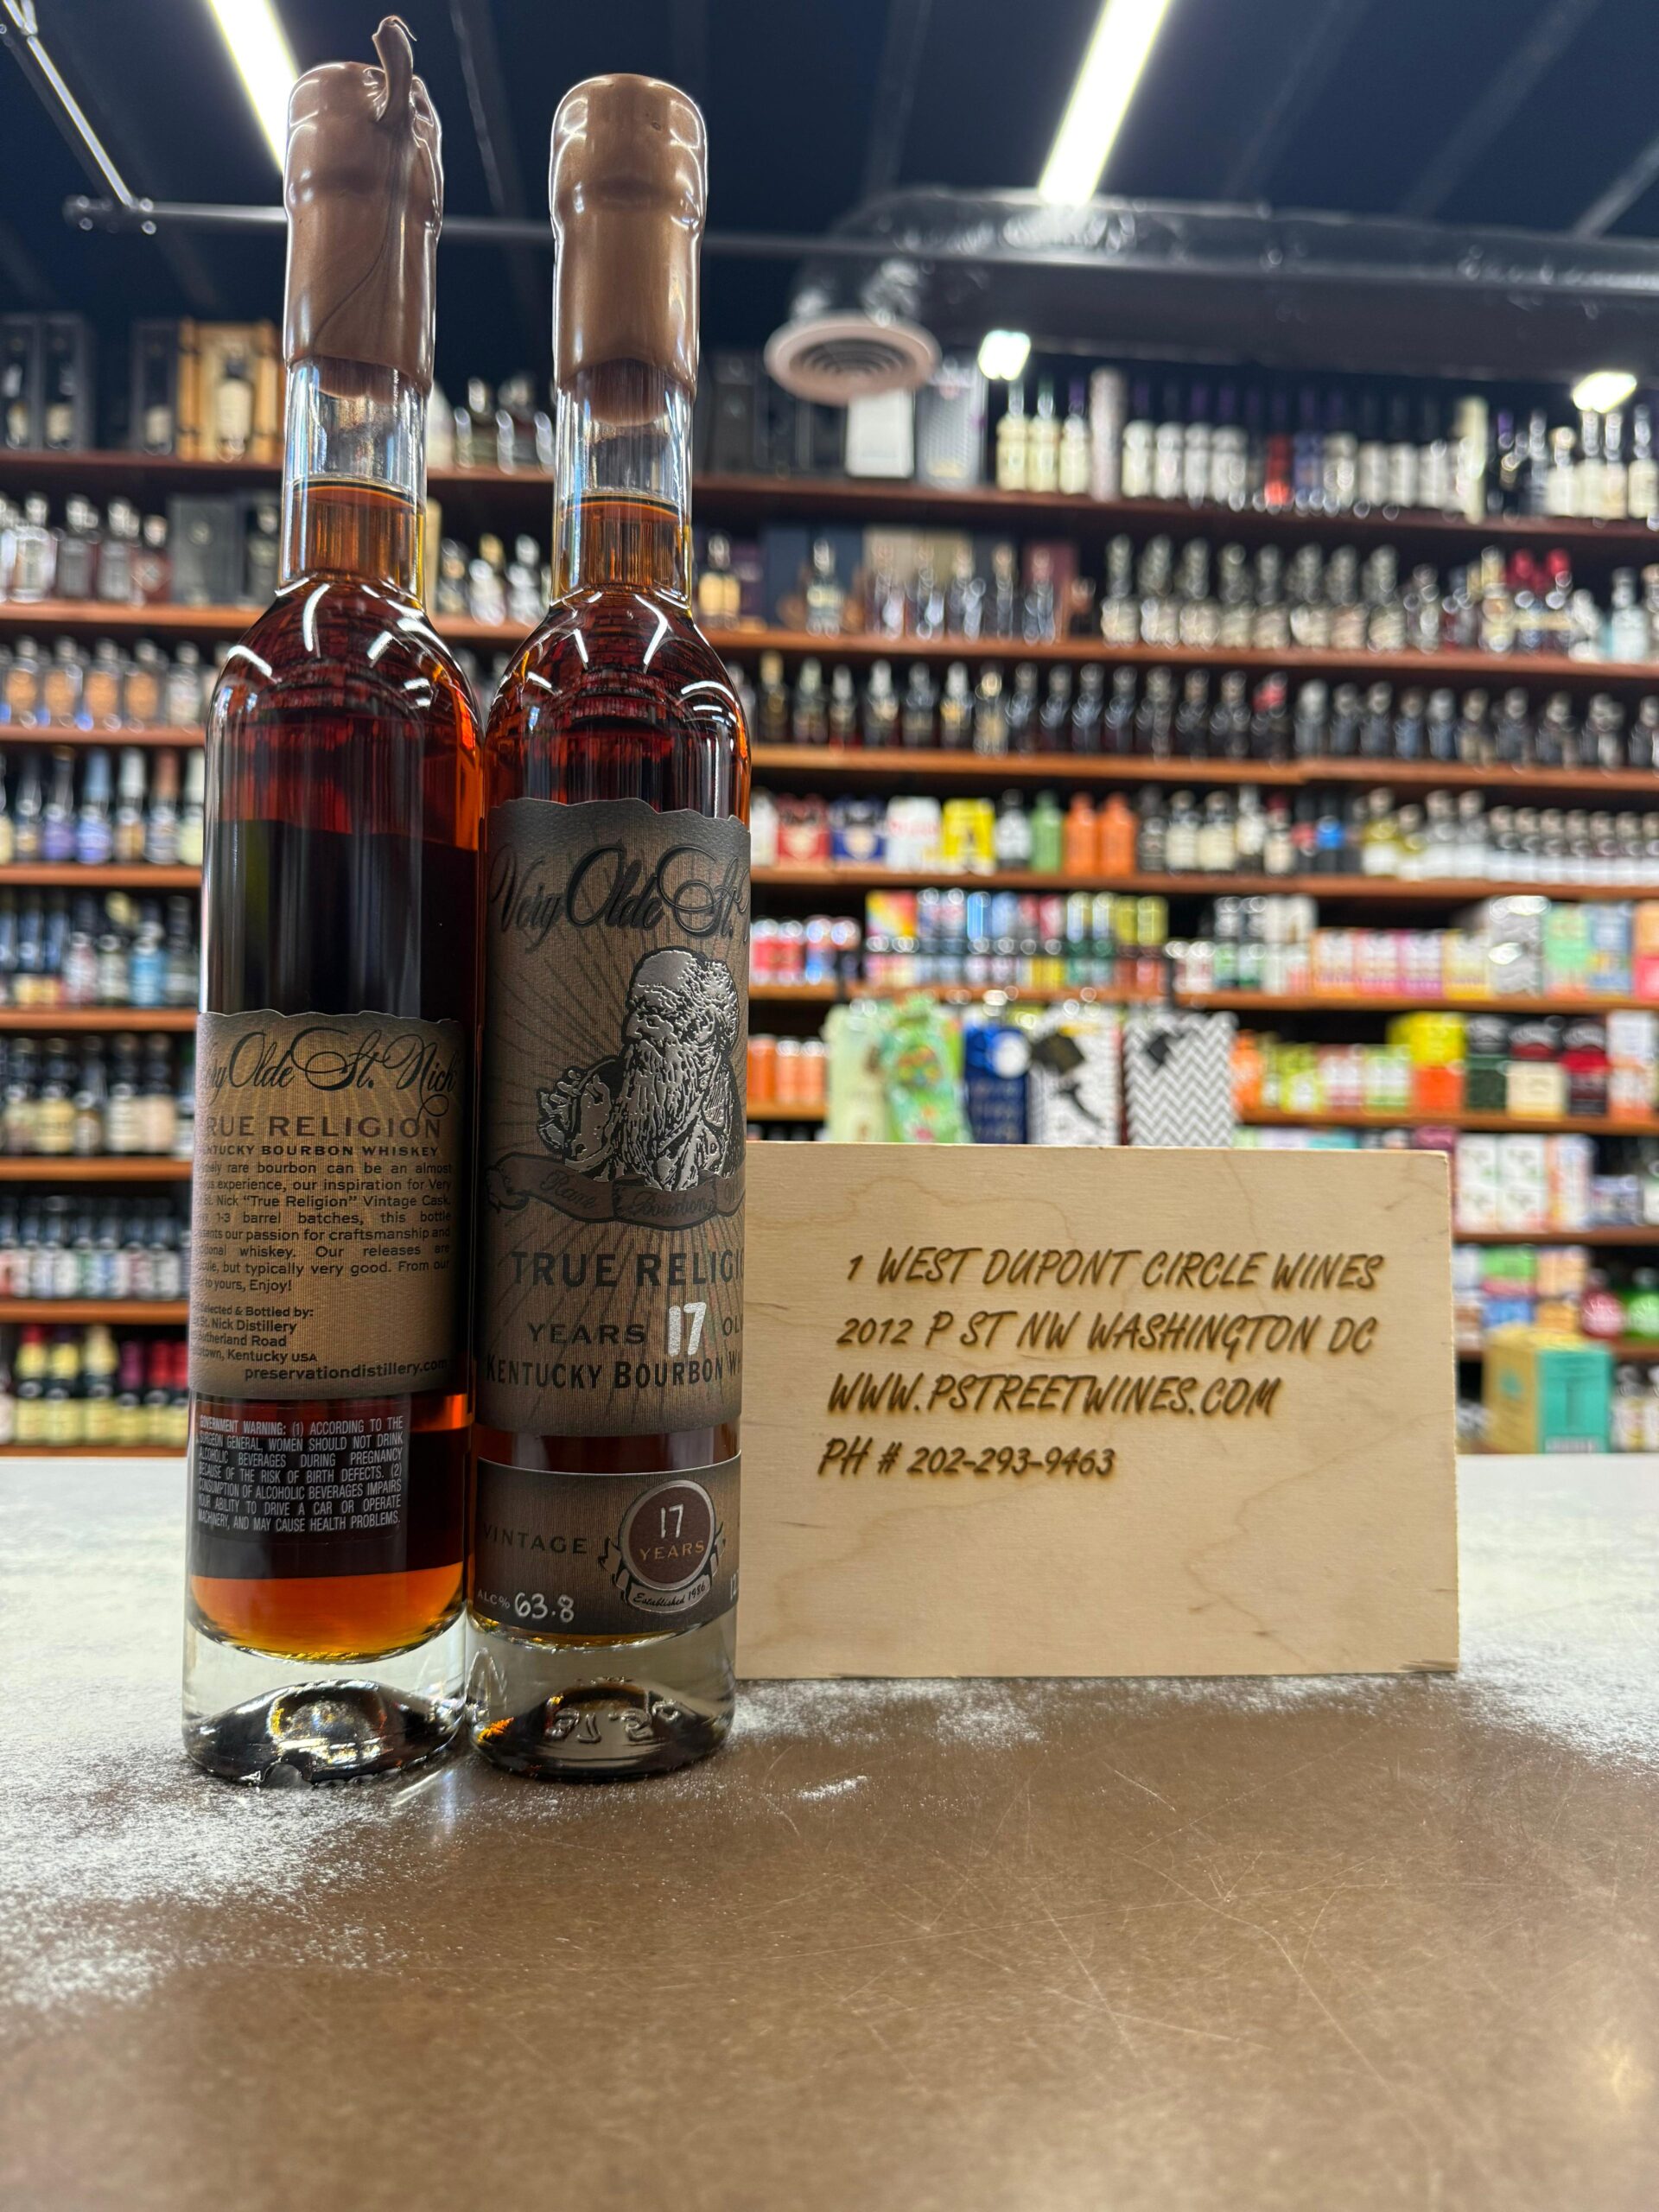 Olde St. Nick
TRUE RELIGION
KENTUCKY BOURBON WHISKEY
rare bourbon can be an almost
experience, our inspiration for Very
St. Nick "True Religion" Vintage Cask.
1-3 barrel batches, this bottle
our passion for craftsmanship and
whiskey. Our releases are
but typically very good. From our
to yours, Enjoy!
Selected & Bottled by:
St. Nick Distillery
Sutherland Road
Kentucky USA
preservationdistillery.com
GOVERNMENT WARNING: (1) ACCORDING TO THE
SURGEON GENERAL, WOMEN SHOULD NOT DRINK
ALCOHOLIC BEVERAGES DURING PREGNANCY
BECAUSE OF THE RISK OF BIRTH DEFECTS. (2)
CONSUMPTION OF ALCOHOLIC BEVERAGES IMPAIRS
YOUR ABILITY TO DRIVE A CAR OR OPERATE
MACHINERY, AND MAY CAUSE HEALTH PROBLEMS.
Very Olde St.
Rare Bourbons
TRUE RELIGIO
YEARS 17 OL
KENTUCKY BOURBON W
VINTAGE
17
YEARS
Established 1986
ALC% 63.8
1 WEST DUPONT CIRCLE WINES
2012 P ST NW WASHINGTON DC
WWW.PSTREETWINES.COM
PH # 202-293-9463